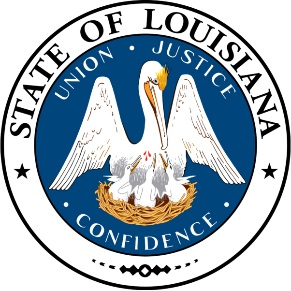 STATE OF LOUISIANA
UNION · JUSTICE
· CONFIDENCE ·